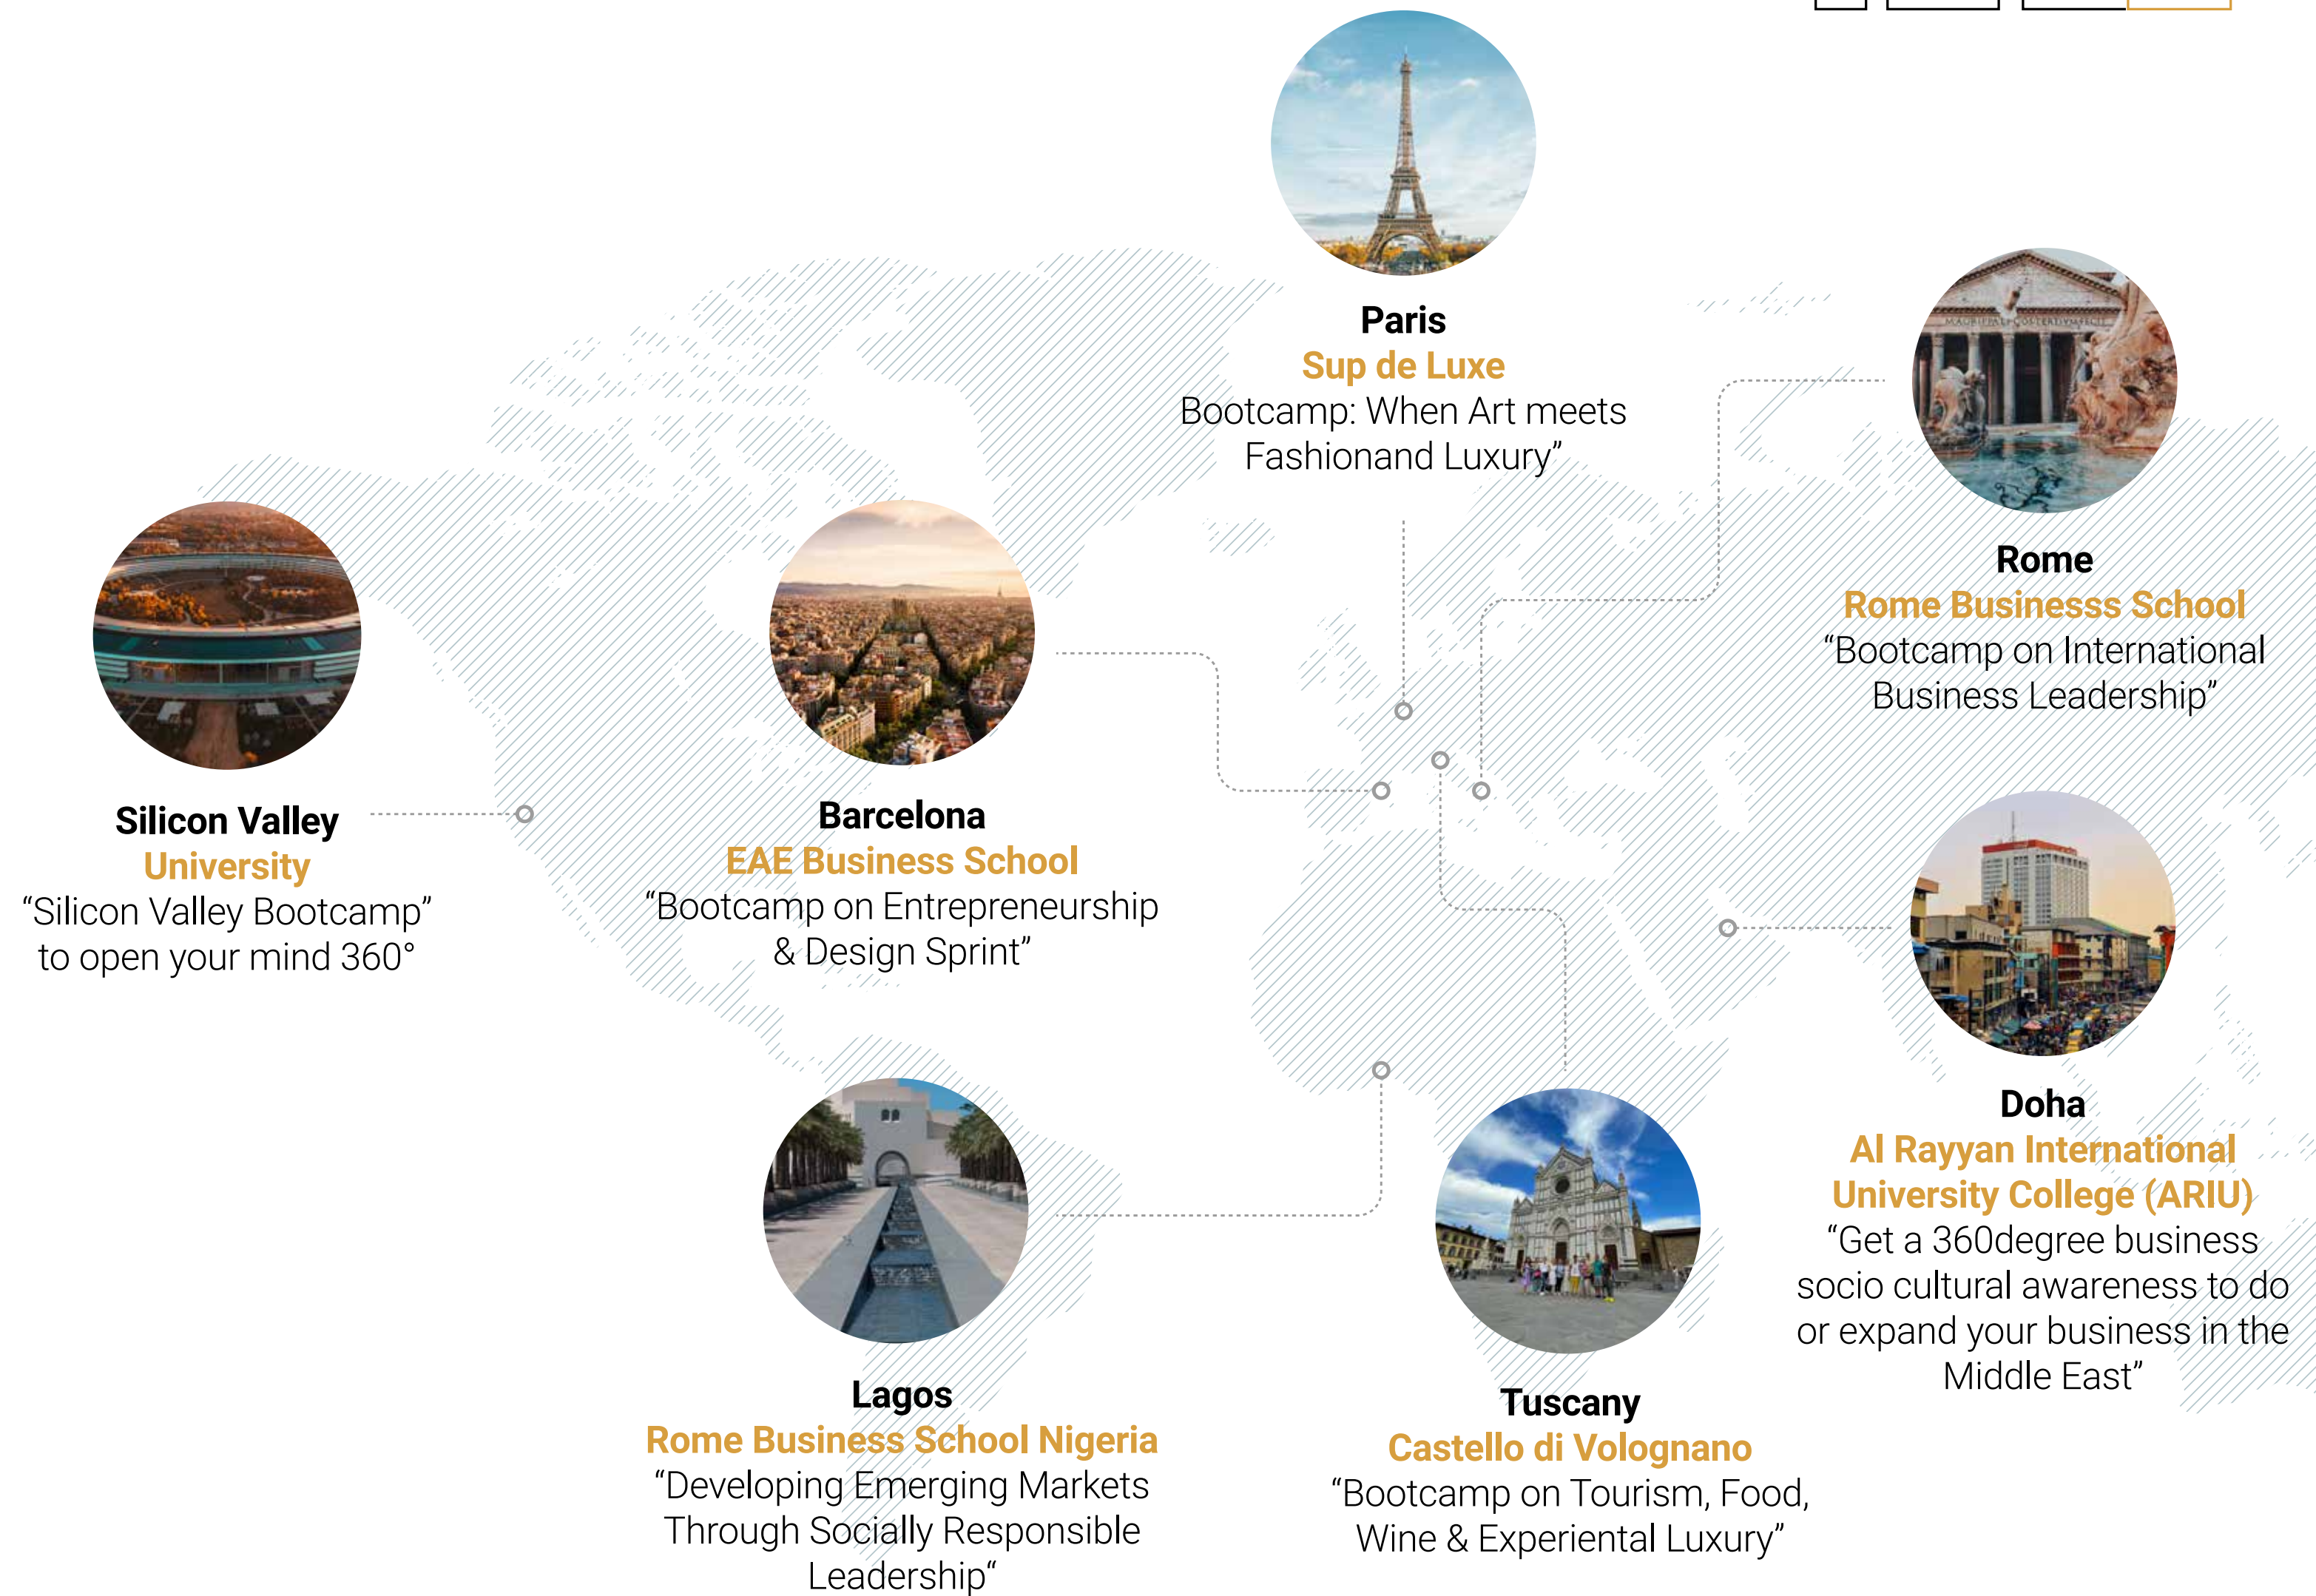 Paris
Sup de Luxe
Bootcamp: When Art meets
Fashionand Luxury”
Rome
Rome Businesss School
“Bootcamp on International
Business Leadership”
Silicon Valley
University
“Silicon Valley Bootcamp”
to open your mind 360°
Barcelona
EAE Business School
“Bootcamp on Entrepreneurship
& Design Sprint”
Doha
Al Rayyan International
University College (ARIU)
“Get a 360degree business
socio cultural awareness to do
or expand your business in the
Middle East”
Lagos
Rome Business School Nigeria
“Developing Emerging Markets
Through Socially Responsible
Leadership“
Tuscany
Castello di Volognano
“Bootcamp on Tourism, Food,
Wine & Experiental Luxury”